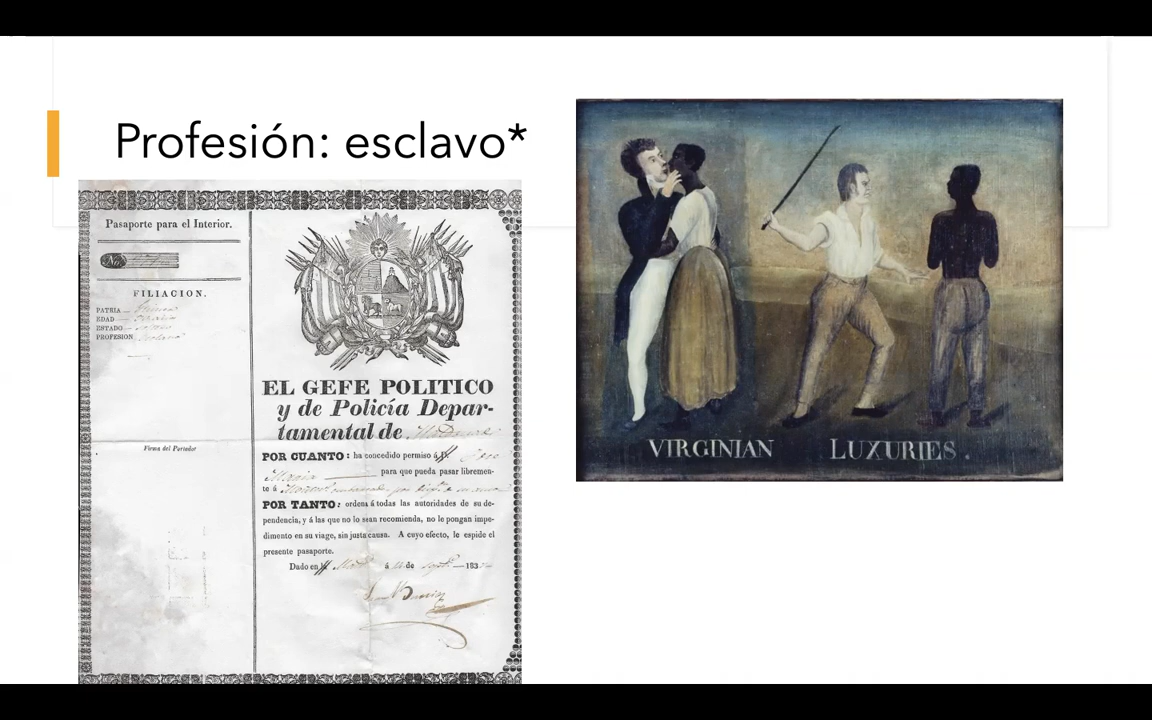 Profesión: esclavo*
Pasaporte para el Interior.
No.
FILIACION.
PATRIA
EDAD
ESTADO
PROFESION
Firma del Portador
EL GEFE POLITICO
y de Policía Depar-
tamental de
POR CUANTO: ha concedido permiso á
María para que pueda pasar libremen-
te á
POR TANTO: ordena á todas las autoridades de su de-
pendencia, y á las que no lo sean recomienda, no le pongan impe-
dimento en su viage, sin justa causa. A cuyo efecto, le espide el
presente pasaporte.
Dado en á de 183
VIRGINIAN LUXURIES.